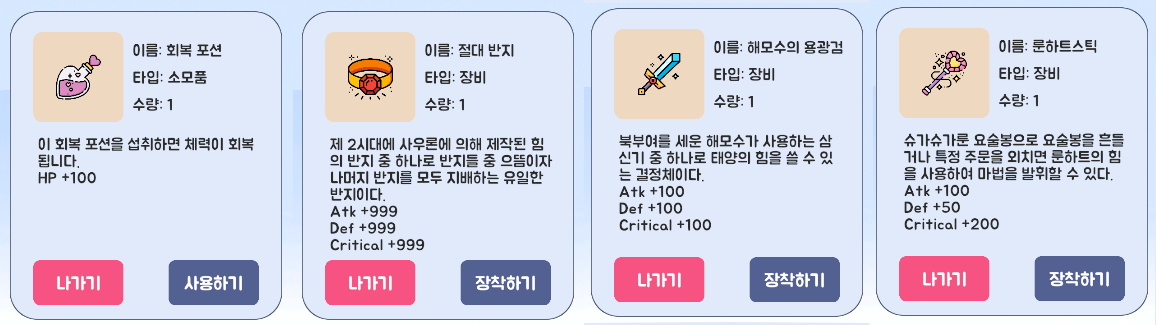 이름: 회복 포션
타입: 소모품
수량: 1
이 회복 포션을 섭취하면 체력이 회복
됩니다.
HP +100
나가기
사용하기
이름: 절대 반지
타입: 장비
수량: 1
제 2시대에 사우론에 의해 제작된 힘
의 반지 중 하나로 반지들 중 으뜸이자
나머지 반지를 모두 지배하는 유일한
반지이다.
Atk +999
Def +999
Critical +999
나가기
장착하기
이름: 해모수의 용광검
타입: 장비
수량: 1
북부여를 세운 해모수가 사용하는 삼
신기 중 하나로 태양의 힘을 쓸 수 있
는 결정체이다.
Atk +100
Def +100
Critical +100
나가기
장착하기
이름: 룬하트스틱
타입: 장비
수량: 1
슈가슈가룬 요술봉으로 요술봉을 흔들
거나 특정 주문을 외치면 룬하트의 힘
을 사용하여 마법을 발휘할 수 있다.
Atk +100
Def +50
Critical +200
나가기
장착하기